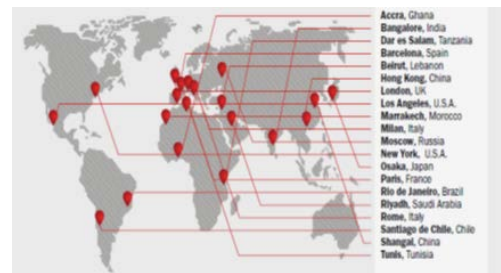 Accra, Ghana
Bangalore, India
Dar es Salam, Tanzania
Barcelona, Spain
Beirut, Lebanon
Hong Kong, China
London, UK
Los Angeles, U.S.A.
Marrakech, Morocco
Milan, Italy
Moscow, Russia
New York, U.S.A.
Osaka, Japan
Paris, France
Rio de Janeiro, Brazil
Riyadh, Saudi Arabia
Rome, Italy
Santiago de Chile, Chile
Shangai, China
Tunis, Tunisia